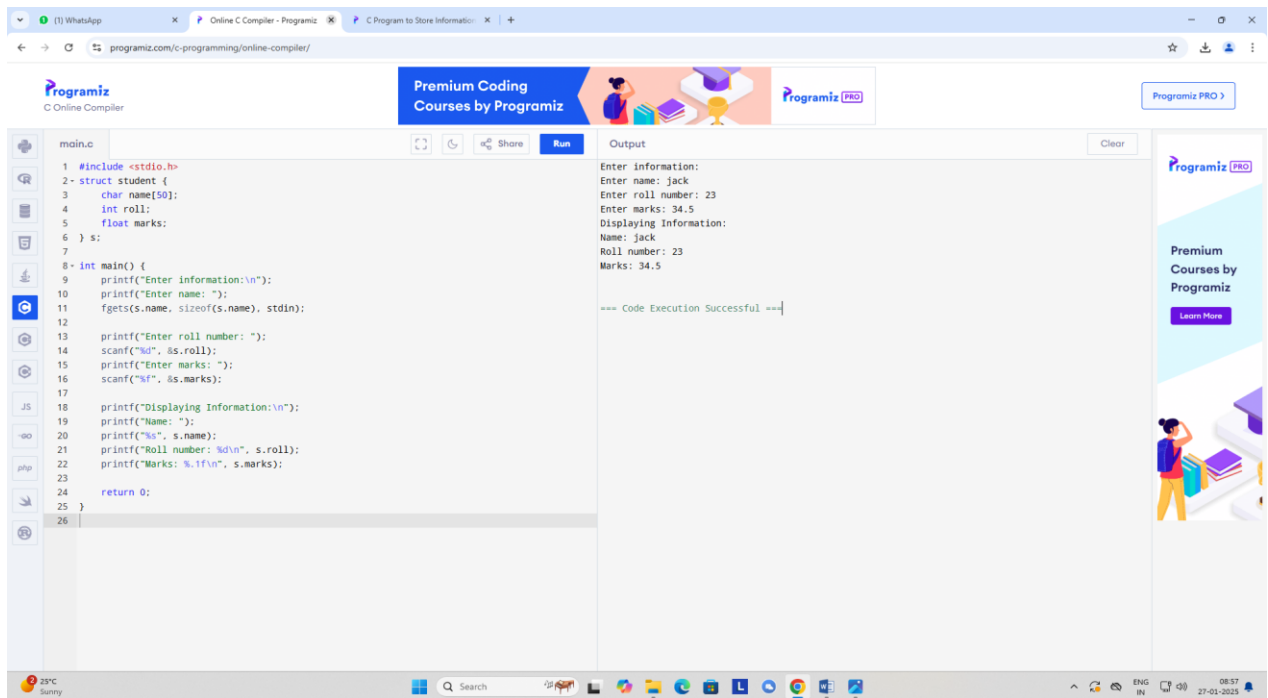 (1) WhatsApp
Online C Compiler - Programiz
C Program to Store Information
programiz.com/c-programming/online-compiler/
Programiz
C Online Compiler
Premium Coding
Courses by Programiz
Programiz PRO
Programiz PRO >
main.c
Share
Run
Output
Clear
1 #include <stdio.h>
2 struct student {
3     char name[50];
4     int roll;
5     float marks;
6 } s;
7
8 int main() {
9     printf("Enter information:\n");
10     printf("Enter name: ");
11     fgets(s.name, sizeof(s.name), stdin);
12
13     printf("Enter roll number: ");
14     scanf("%d", &s.roll);
15     printf("Enter marks: ");
16     scanf("%f", &s.marks);
17
18     printf("Displaying Information:\n");
19     printf("Name: ");
20     printf("%s", s.name);
21     printf("Roll number: %d\n", s.roll);
22     printf("Marks: %.1f\n", s.marks);
23
24     return 0;
25 }
26
Enter information:
Enter name: jack
Enter roll number: 23
Enter marks: 34.5
Displaying Information:
Name: jack
Roll number: 23
Marks: 34.5
=== Code Execution Successful ===
Programiz PRO
Premium
Courses by
Programiz
Learn More
JS
GO
php
2
25°C
Sunny
Search
L
ENG
IN
08:57
27-01-2025